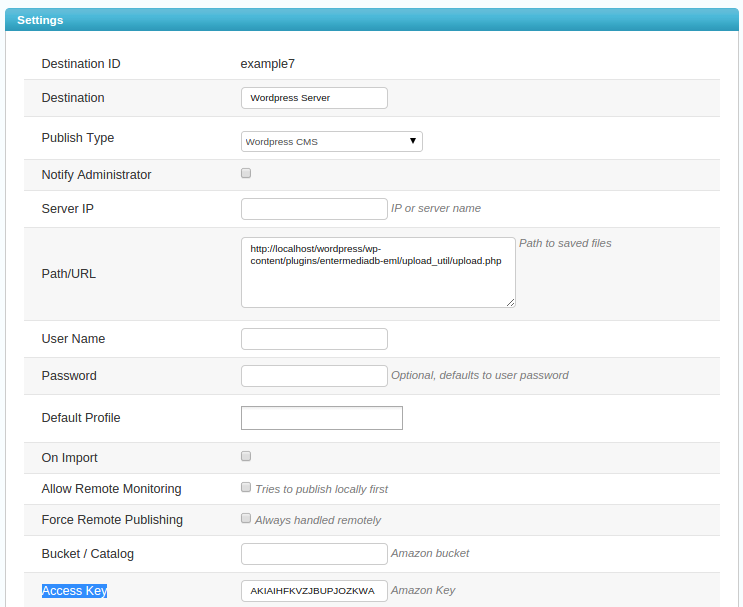 Settings
Destination ID example7
Destination Wordpress Server
Publish Type Wordpress CMS
Notify Administrator
Server IP IP or server name
Path/URL http://localhost/wordpress/wp-
content/plugins/entermediadb-eml/upload_util/upload.php Path to saved files
User Name
Password Optional, defaults to user password
Default Profile
On Import
Allow Remote Monitoring Tries to publish locally first
Force Remote Publishing Always handled remotely
Bucket / Catalog Amazon bucket
Access Key AKIAIHFKVZJBUPJOZKWA Amazon Key